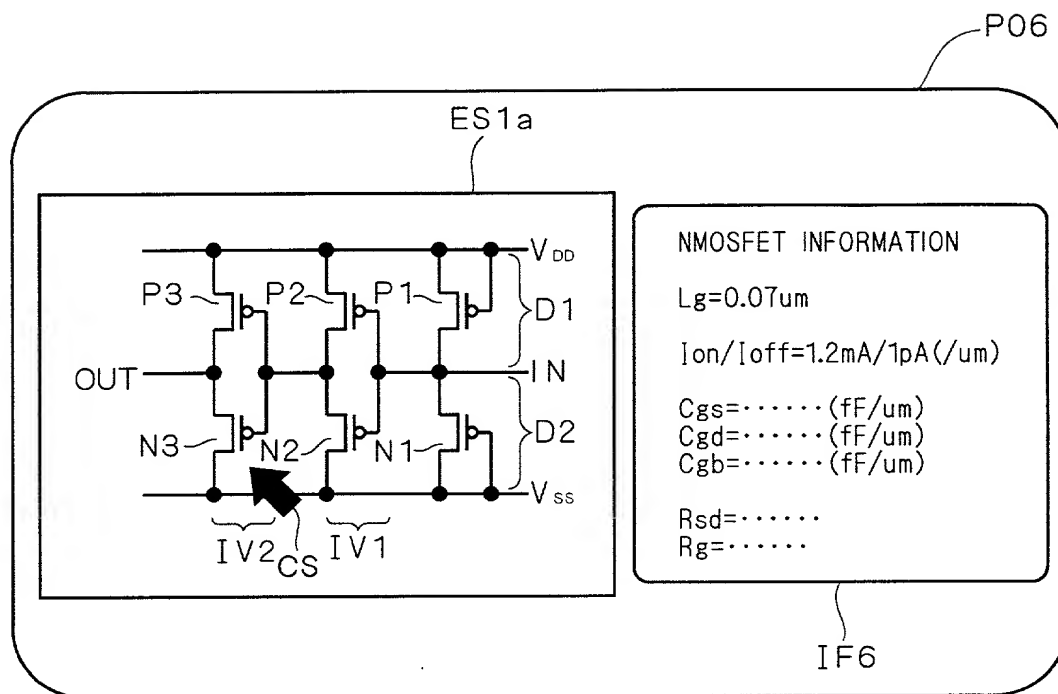 P06
ES1a
VDD
P3 P2 P1
D1
OUT
IN
N3 N2 N1
D2
VSS
IV2 IV1
CS
NMOSFET INFORMATION
Lg=0.07um
Ion/Ioff=1.2mA/1pA(/um)
Cgs=······(fF/um)
Cgd=······(fF/um)
Cgb=······(fF/um)
Rsd=······
Rg=······
IF6